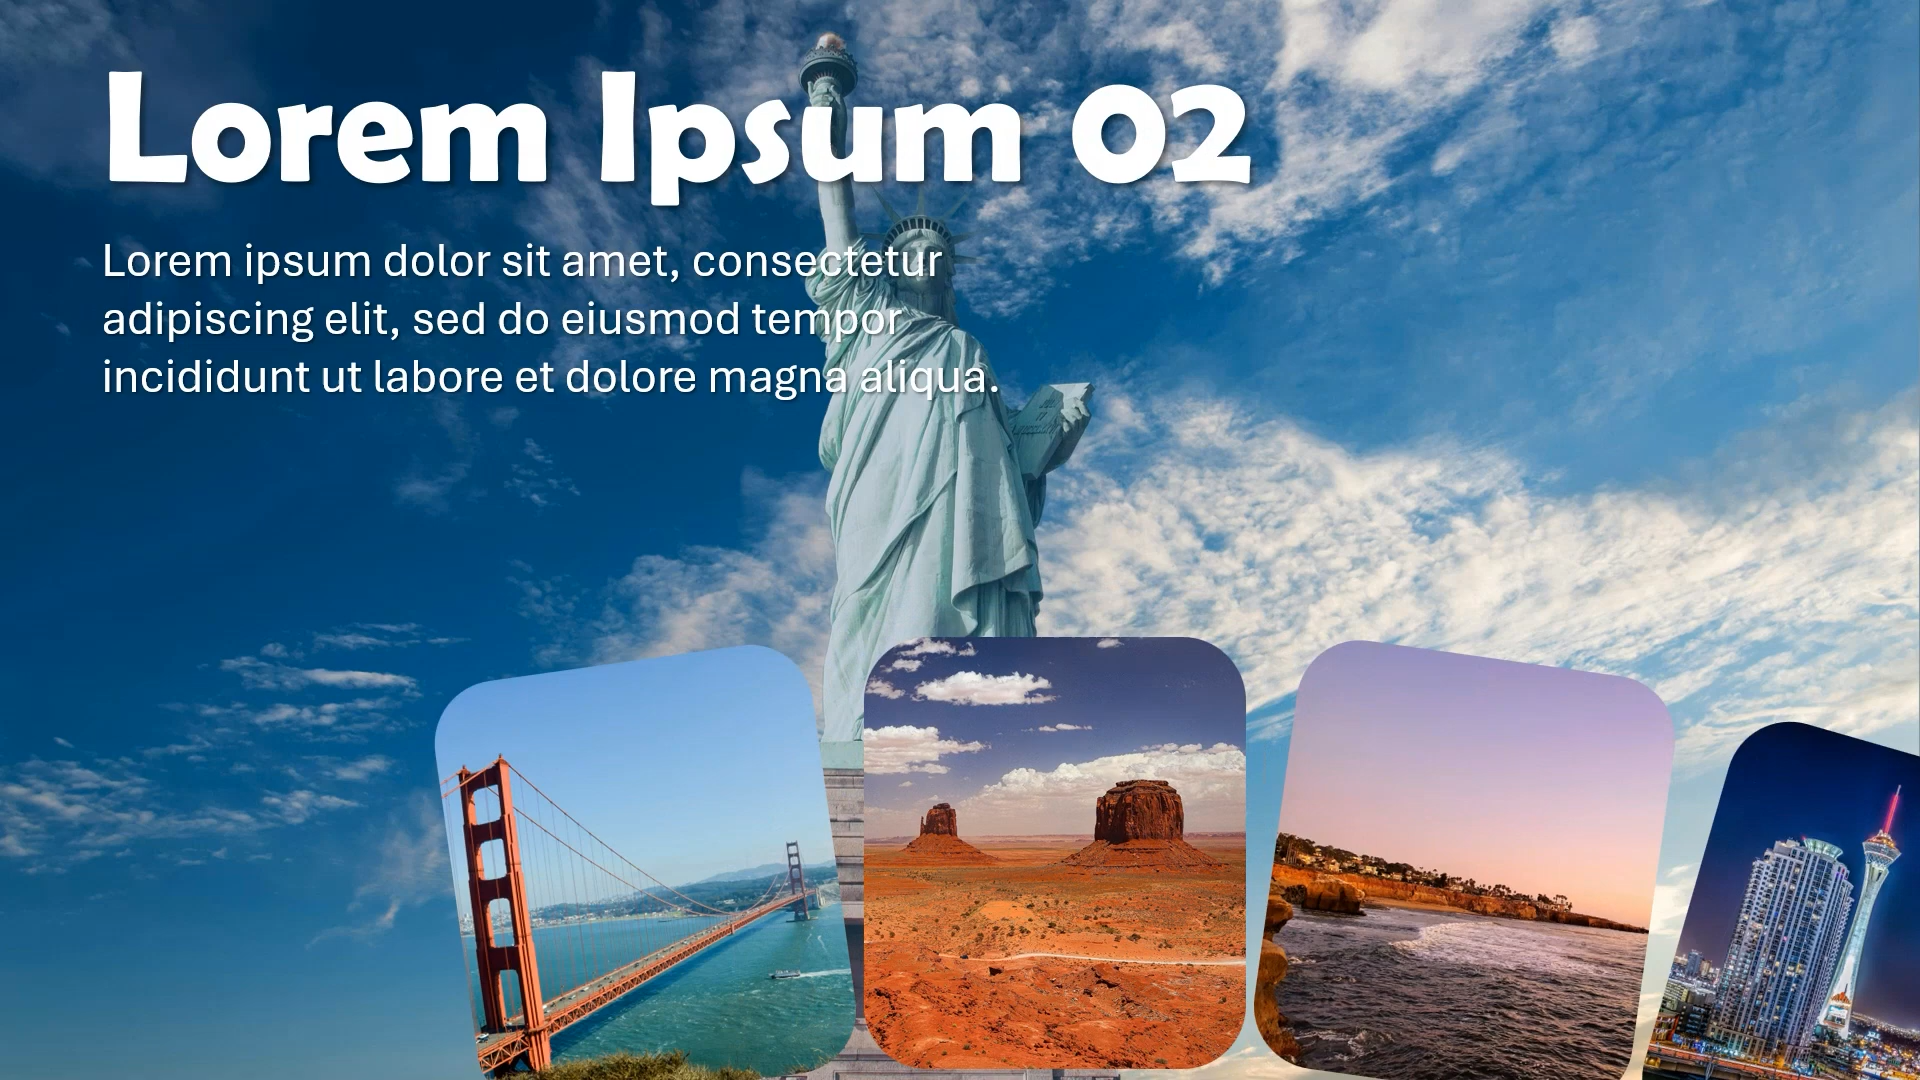 Lorem Ipsum 02
Lorem ipsum dolor sit amet, consectetur
adipiscing elit, sed do eiusmod tempor
incididunt ut labore et dolore magna aliqua.